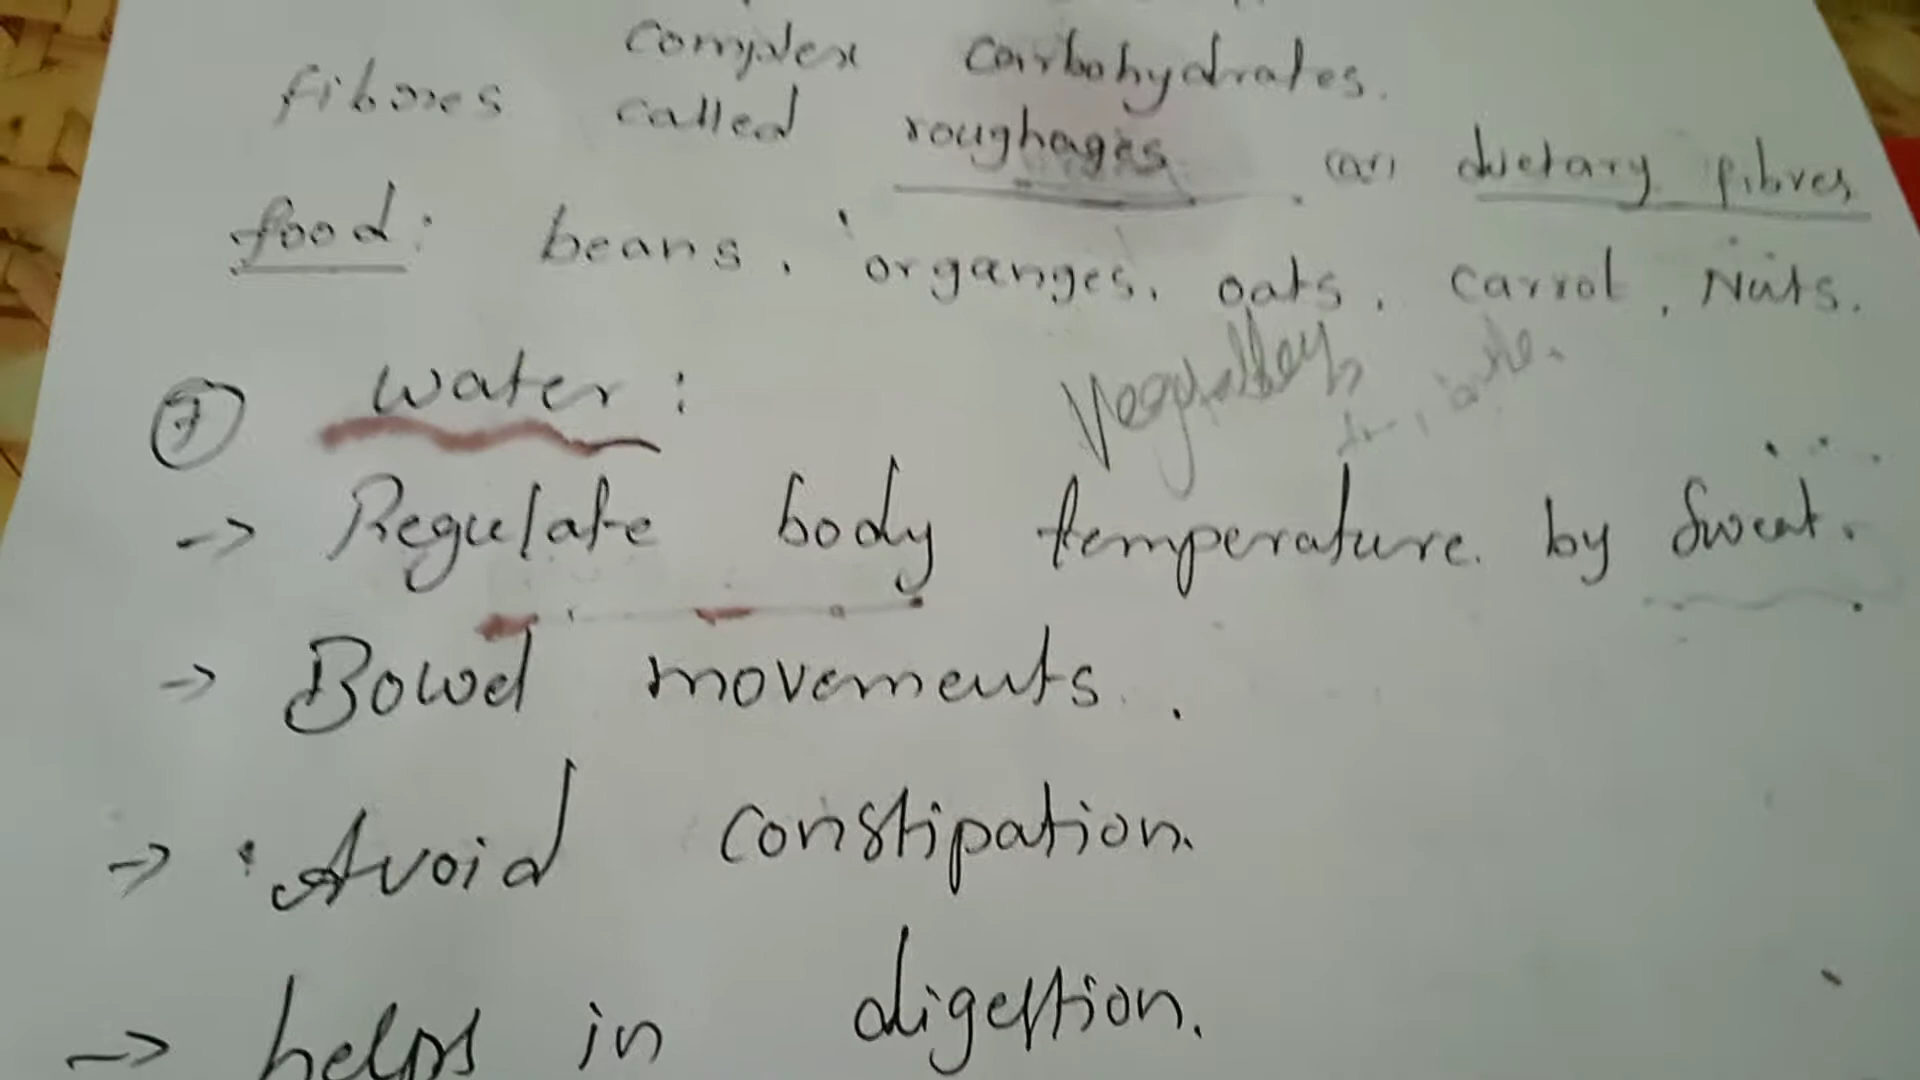 complex carbohydrates.
fibores called roughages (or) dietary fibres
food: beans, organges, oats, carrot, Nuts.
7 water:
-> Regulate body temperature. by Sweat.
-> Bowel movements.
-> Avoid constipation.
-> helps in digestion.